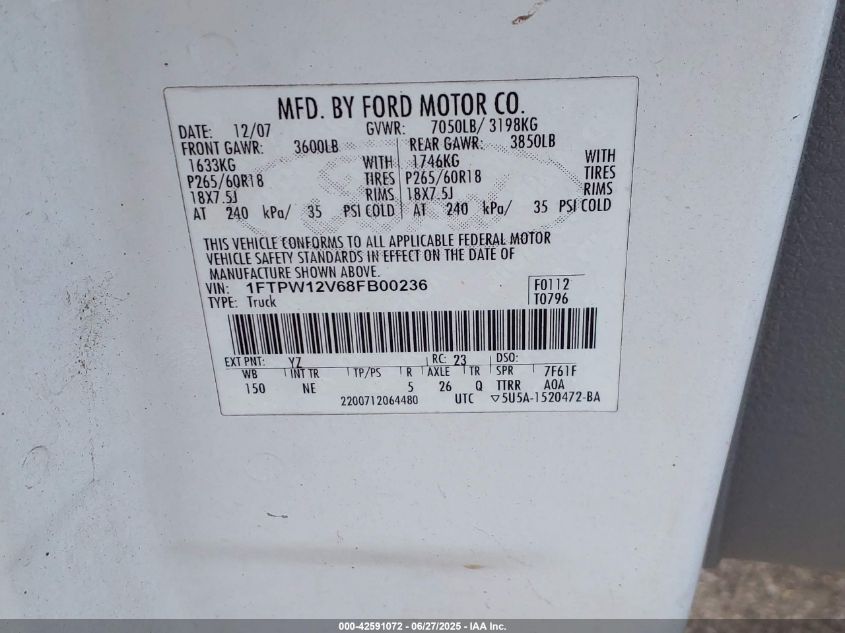 MFD. BY FORD MOTOR CO.
DATE: 12/07 GVWR: 7050LB/ 3198KG
FRONT GAWR: 3600LB REAR GAWR: 3850LB
1633KG WITH 1746KG WITH
P265/60R18 TIRES P265/60R18 TIRES
18X7.5J RIMS 18X7.5J RIMS
AT 240 kPa/ 35 PSI COLD AT 240 kPa/ 35 PSI COLD
THIS VEHICLE CONFORMS TO ALL APPLICABLE FEDERAL MOTOR
VEHICLE SAFETY STANDARDS IN EFFECT ON THE DATE OF
MANUFACTURE SHOWN ABOVE.
VIN: 1FTPW12V68FB00236 F0112
TYPE: Truck T0796
EXT PNT: YZ RC: 23 DSO:
WB INT TR TP/PS R AXLE TR SPR 7F61F
150 NE 5 26 Q TTRR A0A
2200712064480 UTC ▽5U5A-1520472-BA
000-42591072 - 06/27/2025 - IAA Inc.